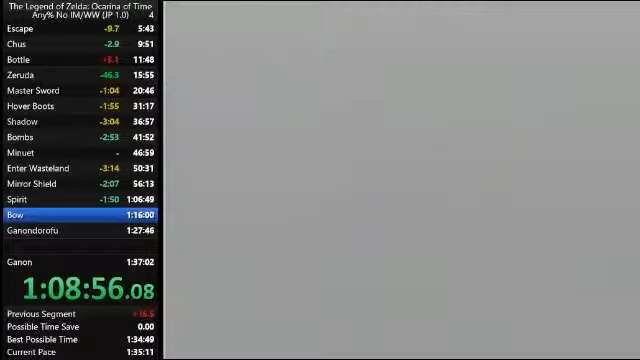 The Legend of Zelda: Ocarina of Time
Any% No IM/WW (JP 1.0) 4
Escape -9.7 5:43
Chus -2.9 9:51
Bottle +5.1 11:48
Zeruda -46.3 15:55
Master Sword -1:04 20:46
Hover Boots -1:55 31:17
Shadow -3:04 36:57
Bombs -2:53 41:52
Minuet - 46:59
Enter Wasteland -3:14 50:31
Mirror Shield -2:07 56:13
Spirit -1:50 1:06:49
Bow 1:16:00
Ganondorofu 1:27:46
Ganon 1:37:02
1:08:56.08
Previous Segment +16.5
Possible Time Save 0.00
Best Possible Time 1:34:49
Current Pace 1:35:11